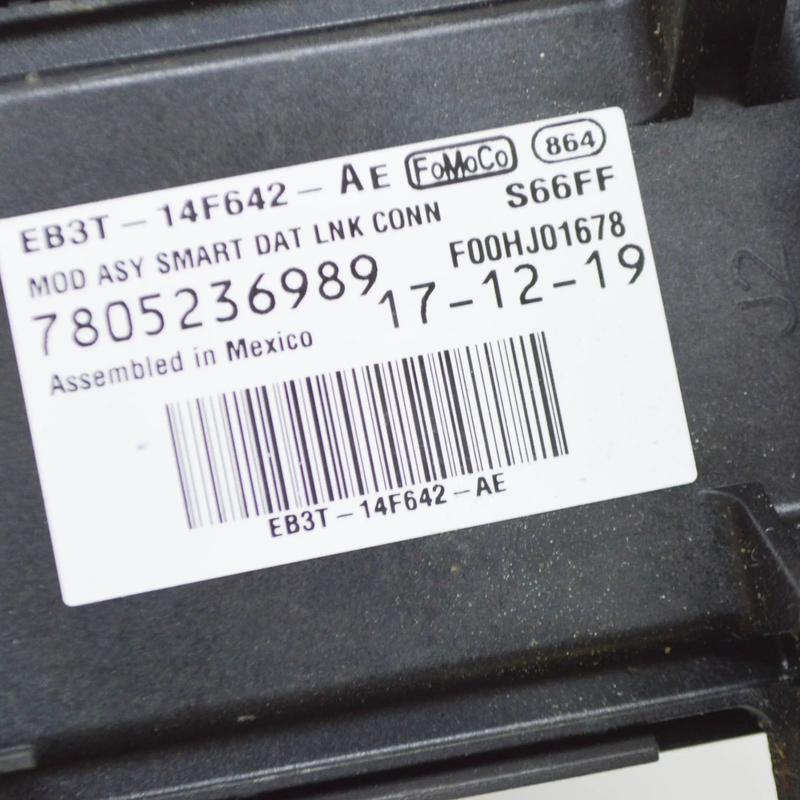 EB3T-14F642-AE FoMoCo 864
MOD ASY SMART DAT LNK CONN S66FF
7805236989 F00HJ01678
Assembled in Mexico 17-12-19
EB3T-14F642-AE
J2